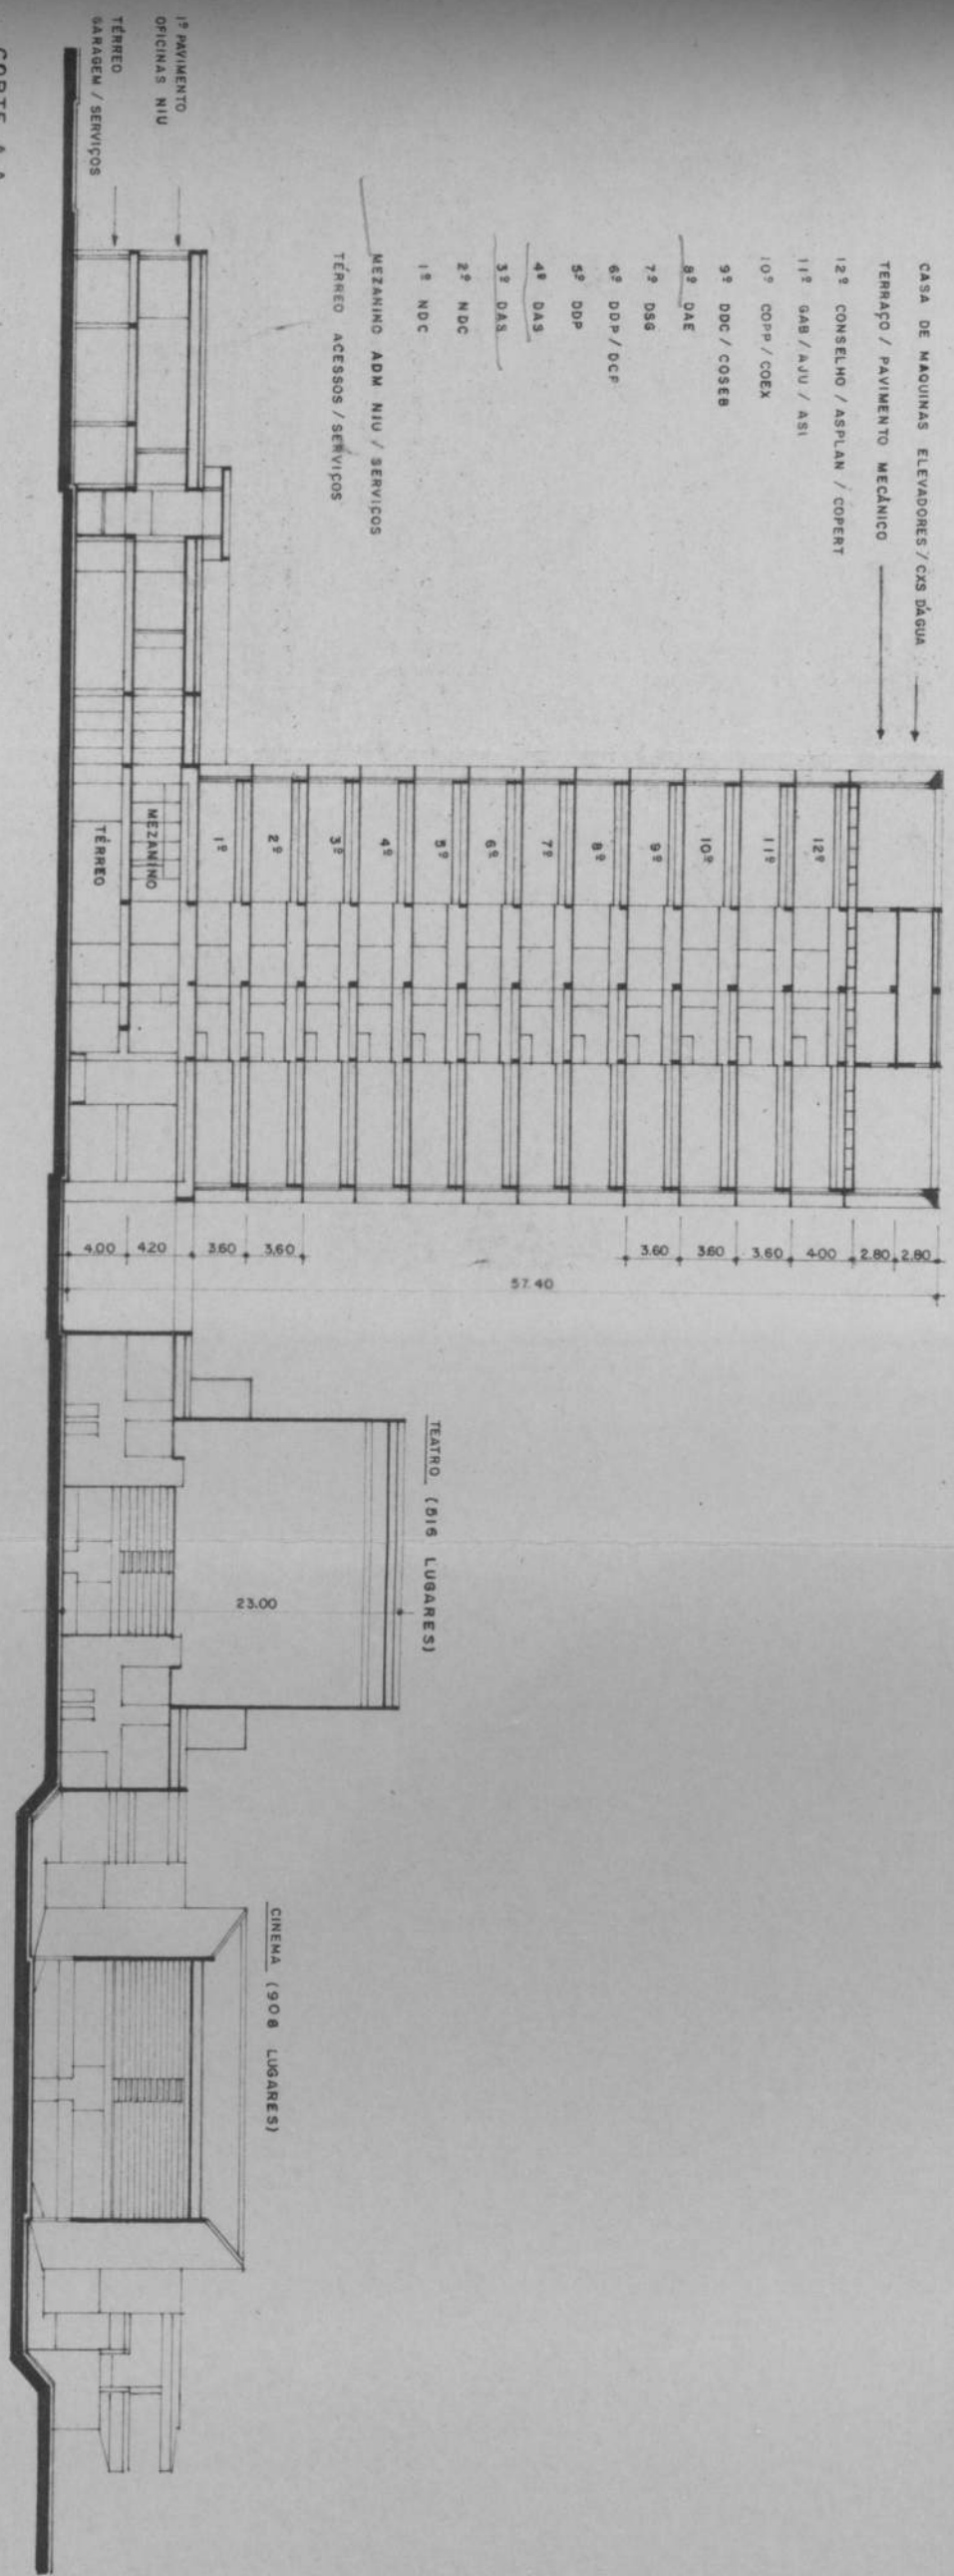 CASA DE MAQUINAS ELEVADORES / CXS D'ÁGUA
TERRAÇO / PAVIMENTO MECÂNICO
12º CONSELHO / ASPLAN / COPERT
11º GAB / AJU / ASI
10º COPP / COEX
9º DDC / COSEB
8º DAE
7º DSG
6º DDP / DCF
5º DDP
4º DAS
3º DAS
2º NDC
1º NDC
MEZANINO ADM NIU / SERVIÇOS
TÉRREO ACESSOS / SERVIÇOS
1º PAVIMENTO
OFICINAS NIU
TÉRREO
GARAGEM / SERVIÇOS
12º
11º
10º
9º
8º
7º
6º
5º
4º
3º
2º
1º
MEZANINO
TÉRREO
2.80
2.80
4.00
3.60
3.60
3.60
3.60
3.60
4.20
4.00
57.40
TEATRO (516 LUGARES)
23.00
CINEMA (908 LUGARES)